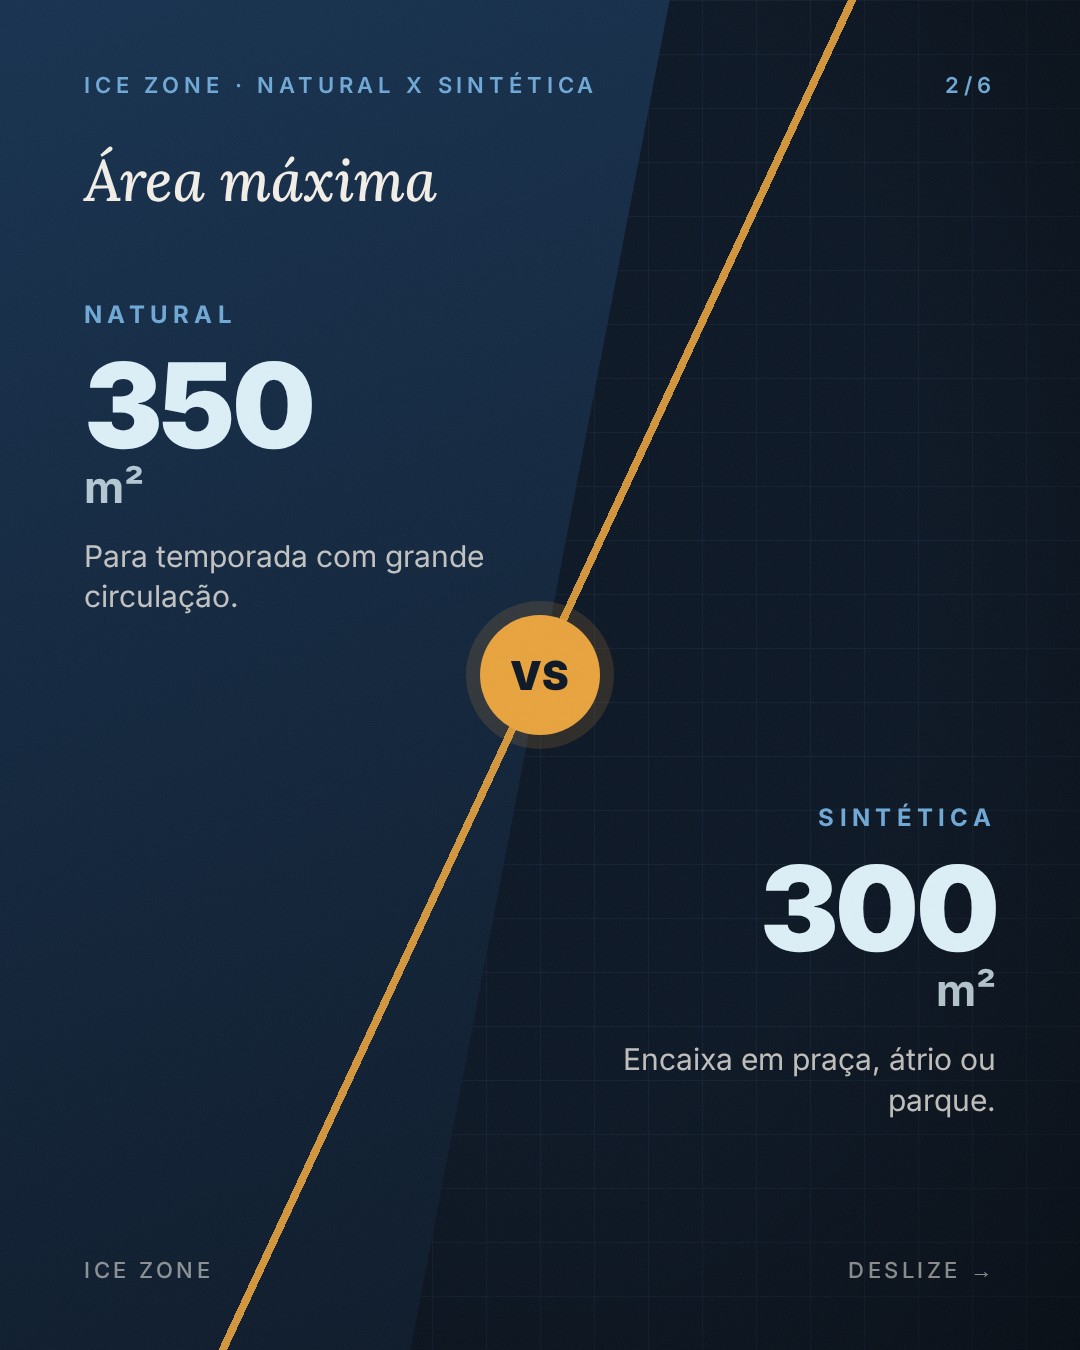 ICE ZONE · NATURAL X SINTÉTICA
2/6
Área máxima
NATURAL
350
m²
Para temporada com grande
circulação.
VS
SINTÉTICA
300
m²
Encaixa em praça, átrio ou
parque.
ICE ZONE
DESLIZE →